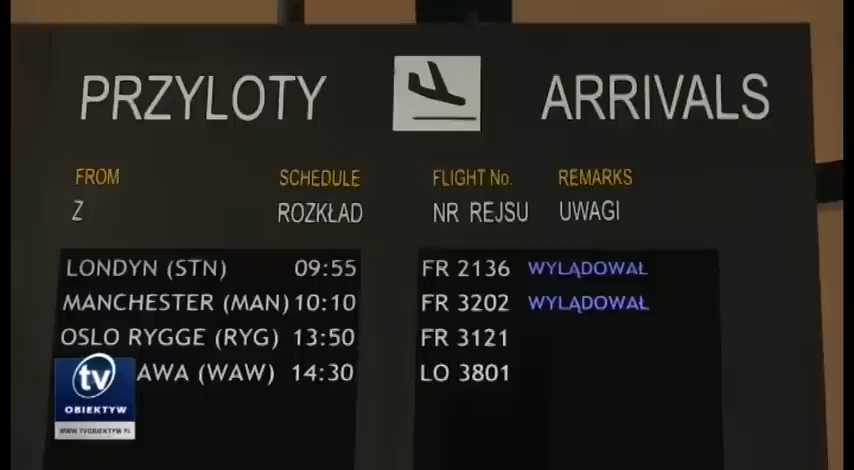 PRZYLOTY ARRIVALS
FROM SCHEDULE FLIGHT No. REMARKS
Z ROZKŁAD NR REJSU UWAGI
LONDYN (STN) 09:55 FR 2136 WYLĄDOWAŁ
MANCHESTER (MAN) 10:10 FR 3202 WYLĄDOWAŁ
OSLO RYGGE (RYG) 13:50 FR 3121
AWA (WAW) 14:30 LO 3801
tv
OBIEKTYW
WWW.TVOBIEKTYW.PL